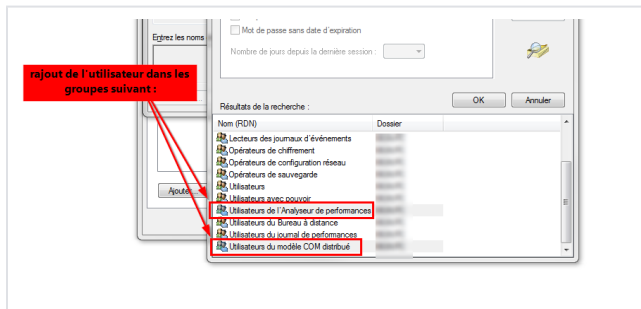 Mot de passe sans date d'expiration
Entrez les noms
Nombre de jours depuis la dernière session :
rajout de l'utilisateur dans les
groupes suivant :
OK
Annuler
Résultats de la recherche :
Nom (RDN)
Dossier
Lecteurs des journaux d'événements
Opérateurs de chiffrement
Opérateurs de configuration réseau
Opérateurs de sauvegarde
Utilisateurs
Utilisateurs avec pouvoir
Ajouter
Utilisateurs de l'Analyseur de performances
Utilisateurs du Bureau à distance
Utilisateurs du journal de performances
Utilisateurs du modèle COM distribué